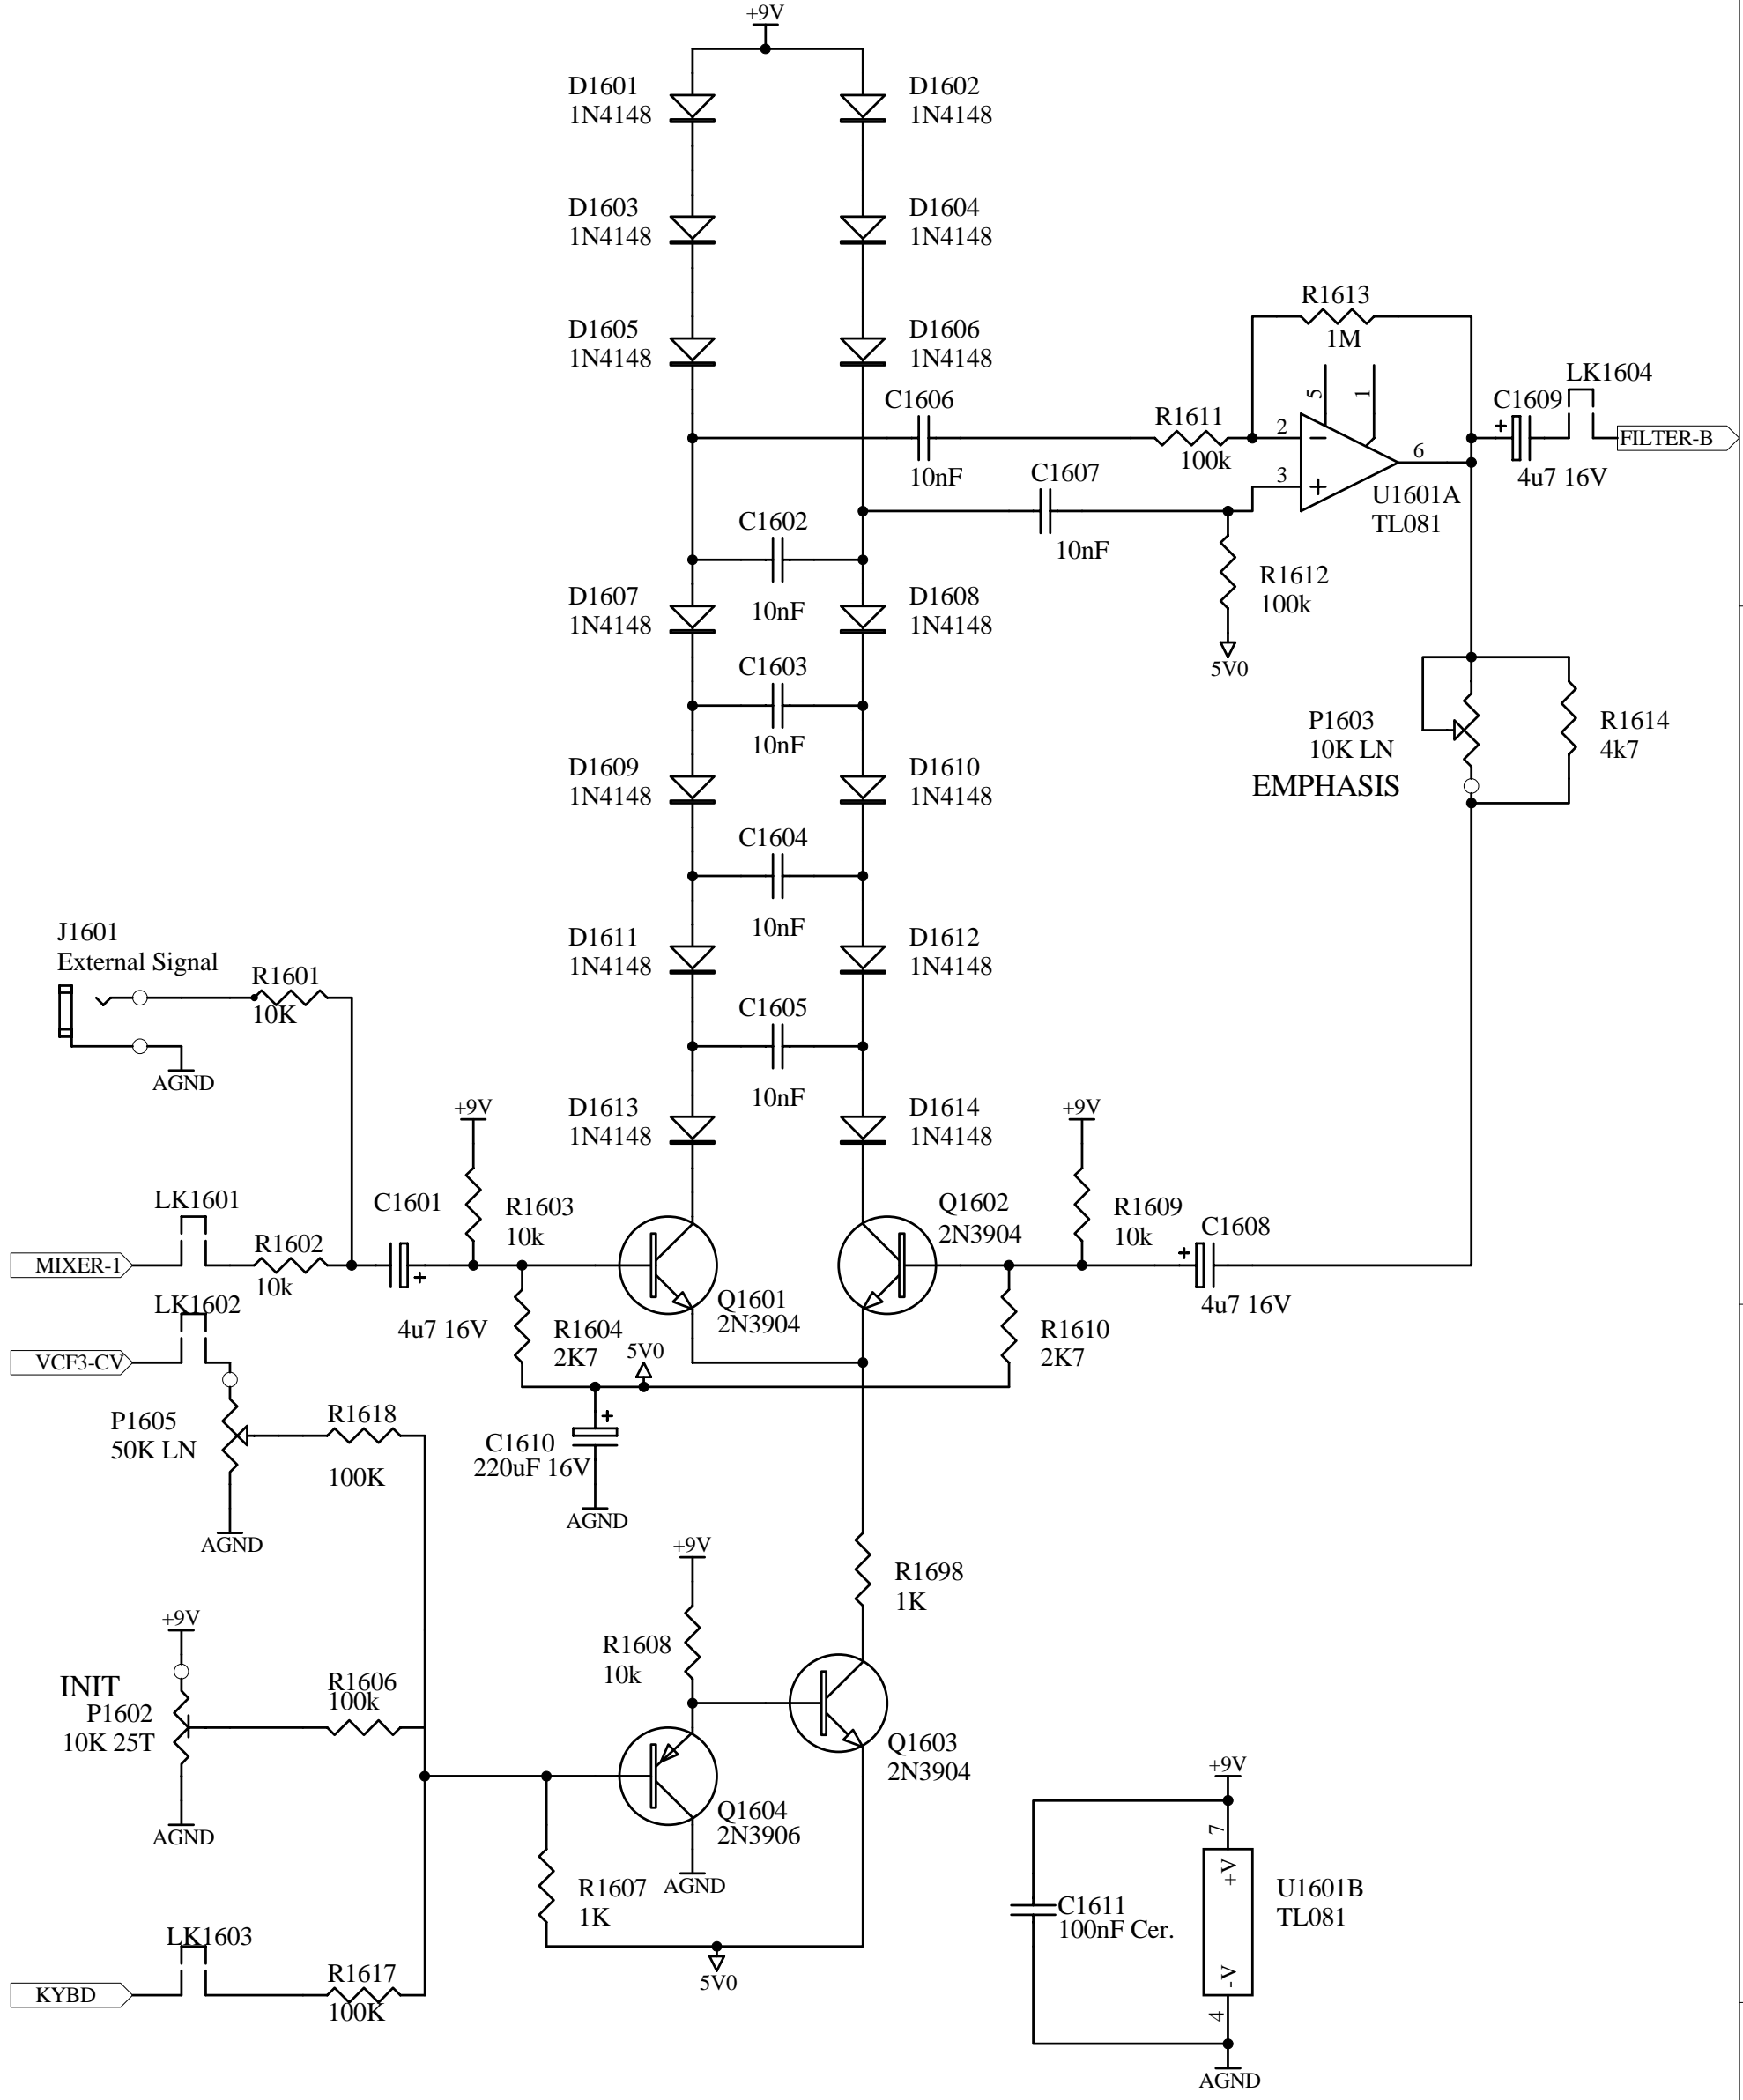 +9V
D1601
1N4148
D1602
1N4148
D1603
1N4148
D1604
1N4148
D1605
1N4148
D1606
1N4148
R1613
1M
C1606
10nF
R1611
100k
2
3
5
1
6
U1601A
TL081
C1609
+
4u7 16V
LK1604
FILTER-B
C1607
10nF
C1602
10nF
R1612
100k
5V0
D1607
1N4148
D1608
1N4148
C1603
10nF
P1603
10K LN
EMPHASIS
R1614
4k7
D1609
1N4148
D1610
1N4148
C1604
10nF
D1611
1N4148
D1612
1N4148
J1601
External Signal
R1601
10K
AGND
C1605
10nF
D1613
1N4148
D1614
1N4148
+9V
+9V
LK1601
MIXER-1
R1602
10k
C1601
+
4u7 16V
R1603
10k
Q1601
2N3904
Q1602
2N3904
R1609
10k
C1608
+
4u7 16V
LK1602
VCF3-CV
R1604
2K7
5V0
R1610
2K7
P1605
50K LN
R1618
100K
AGND
C1610
220uF 16V
+
AGND
+9V
R1698
1K
+9V
INIT
P1602
10K 25T
R1606
100k
AGND
R1608
10k
Q1603
2N3904
Q1604
2N3906
AGND
R1607
1K
5V0
LK1603
KYBD
R1617
100K
+9V
7
+V
C1611
100nF Cer.
U1601B
TL081
-V
4
AGND